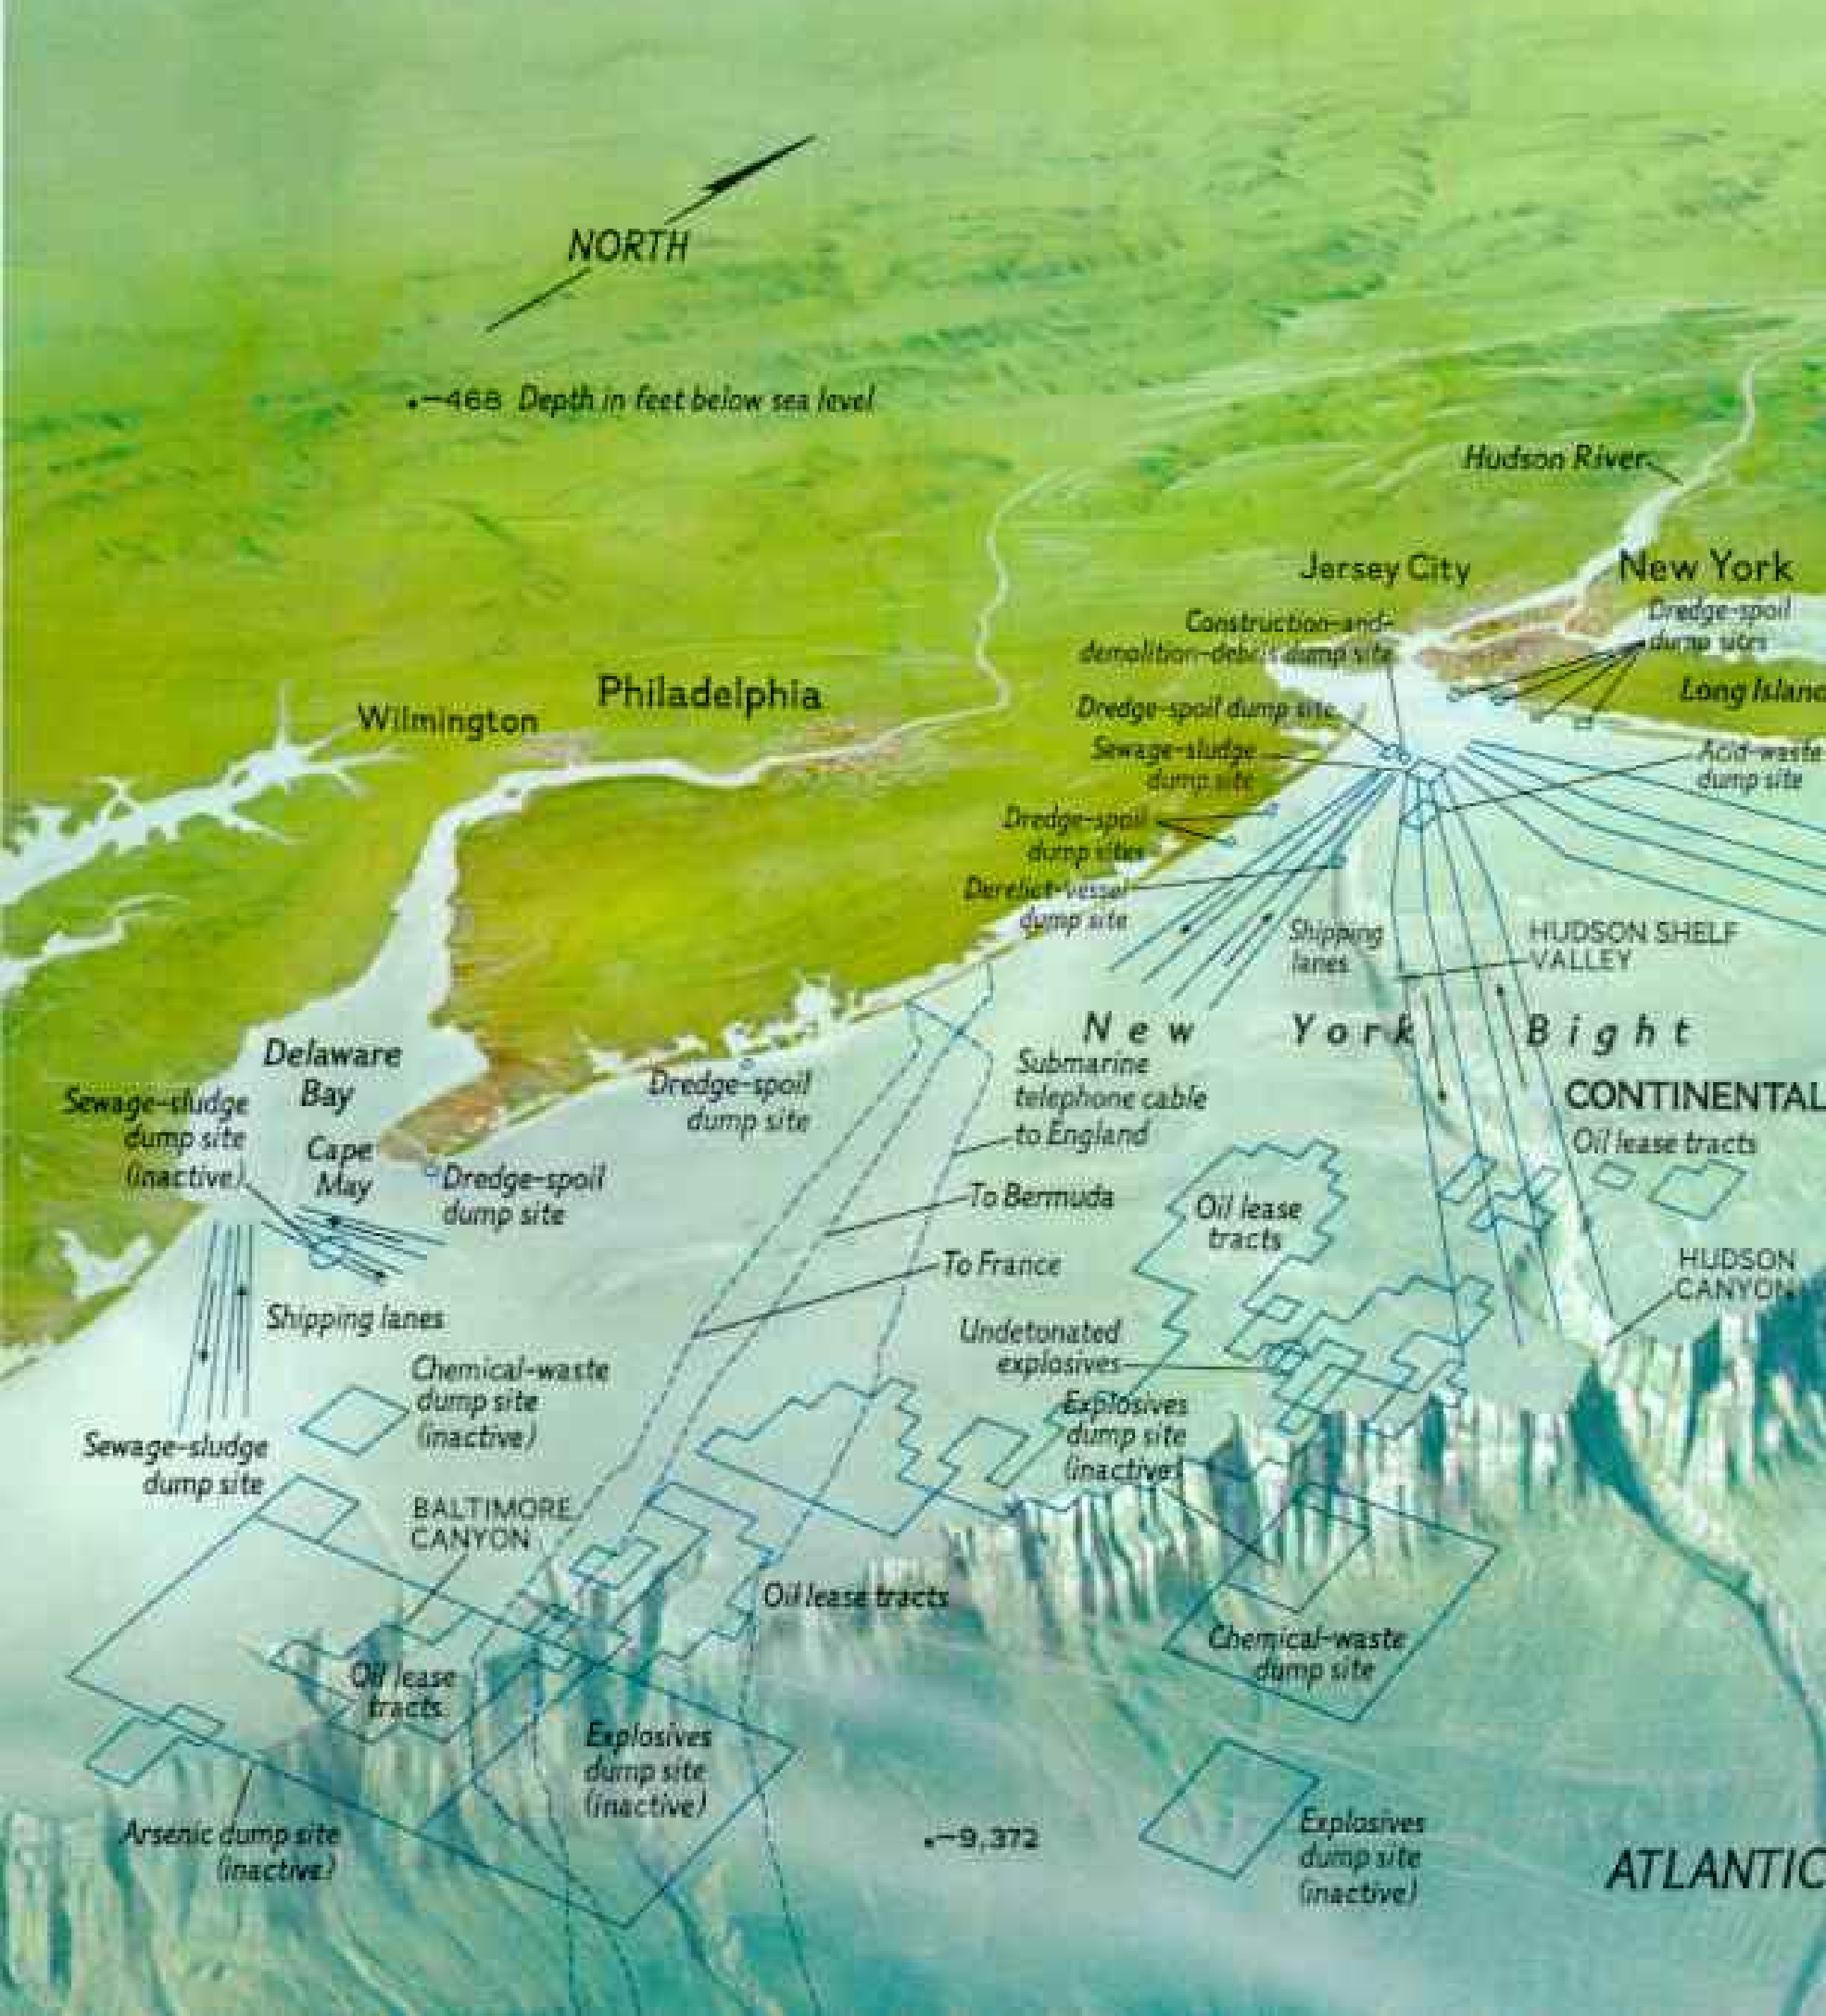 NORTH
.-468 Depth in feet below sea level
Hudson River
Jersey City
New York
Construction-and-
demolition-debris dump site
Dredge-spoil
dump sites
Long Island
Wilmington
Philadelphia
Dredge-spoil dump site
Sewage-sludge
dump site
Acid-waste
dump site
Dredge-spoil
dump sites
Derelict-vessel
dump site
Shipping
lanes
HUDSON SHELF
VALLEY
New York Bight
Delaware
Bay
Sewage-sludge
dump site
(inactive)
Cape
May
Dredge-spoil
dump site
Dredge-spoil
dump site
Submarine
telephone cable
to England
To Bermuda
To France
CONTINENTAL
Oil lease tracts
Oil lease
tracts
HUDSON
CANYON
Shipping lanes
Undetonated
explosives
Chemical-waste
dump site
(inactive)
Explosives
dump site
(inactive)
Sewage-sludge
dump site
BALTIMORE
CANYON
Oil lease tracts
Chemical-waste
dump site
Oil lease
tracts
Explosives
dump site
(inactive)
Arsenic dump site
(inactive)
.-9,372
Explosives
dump site
(inactive)
ATLANTIC